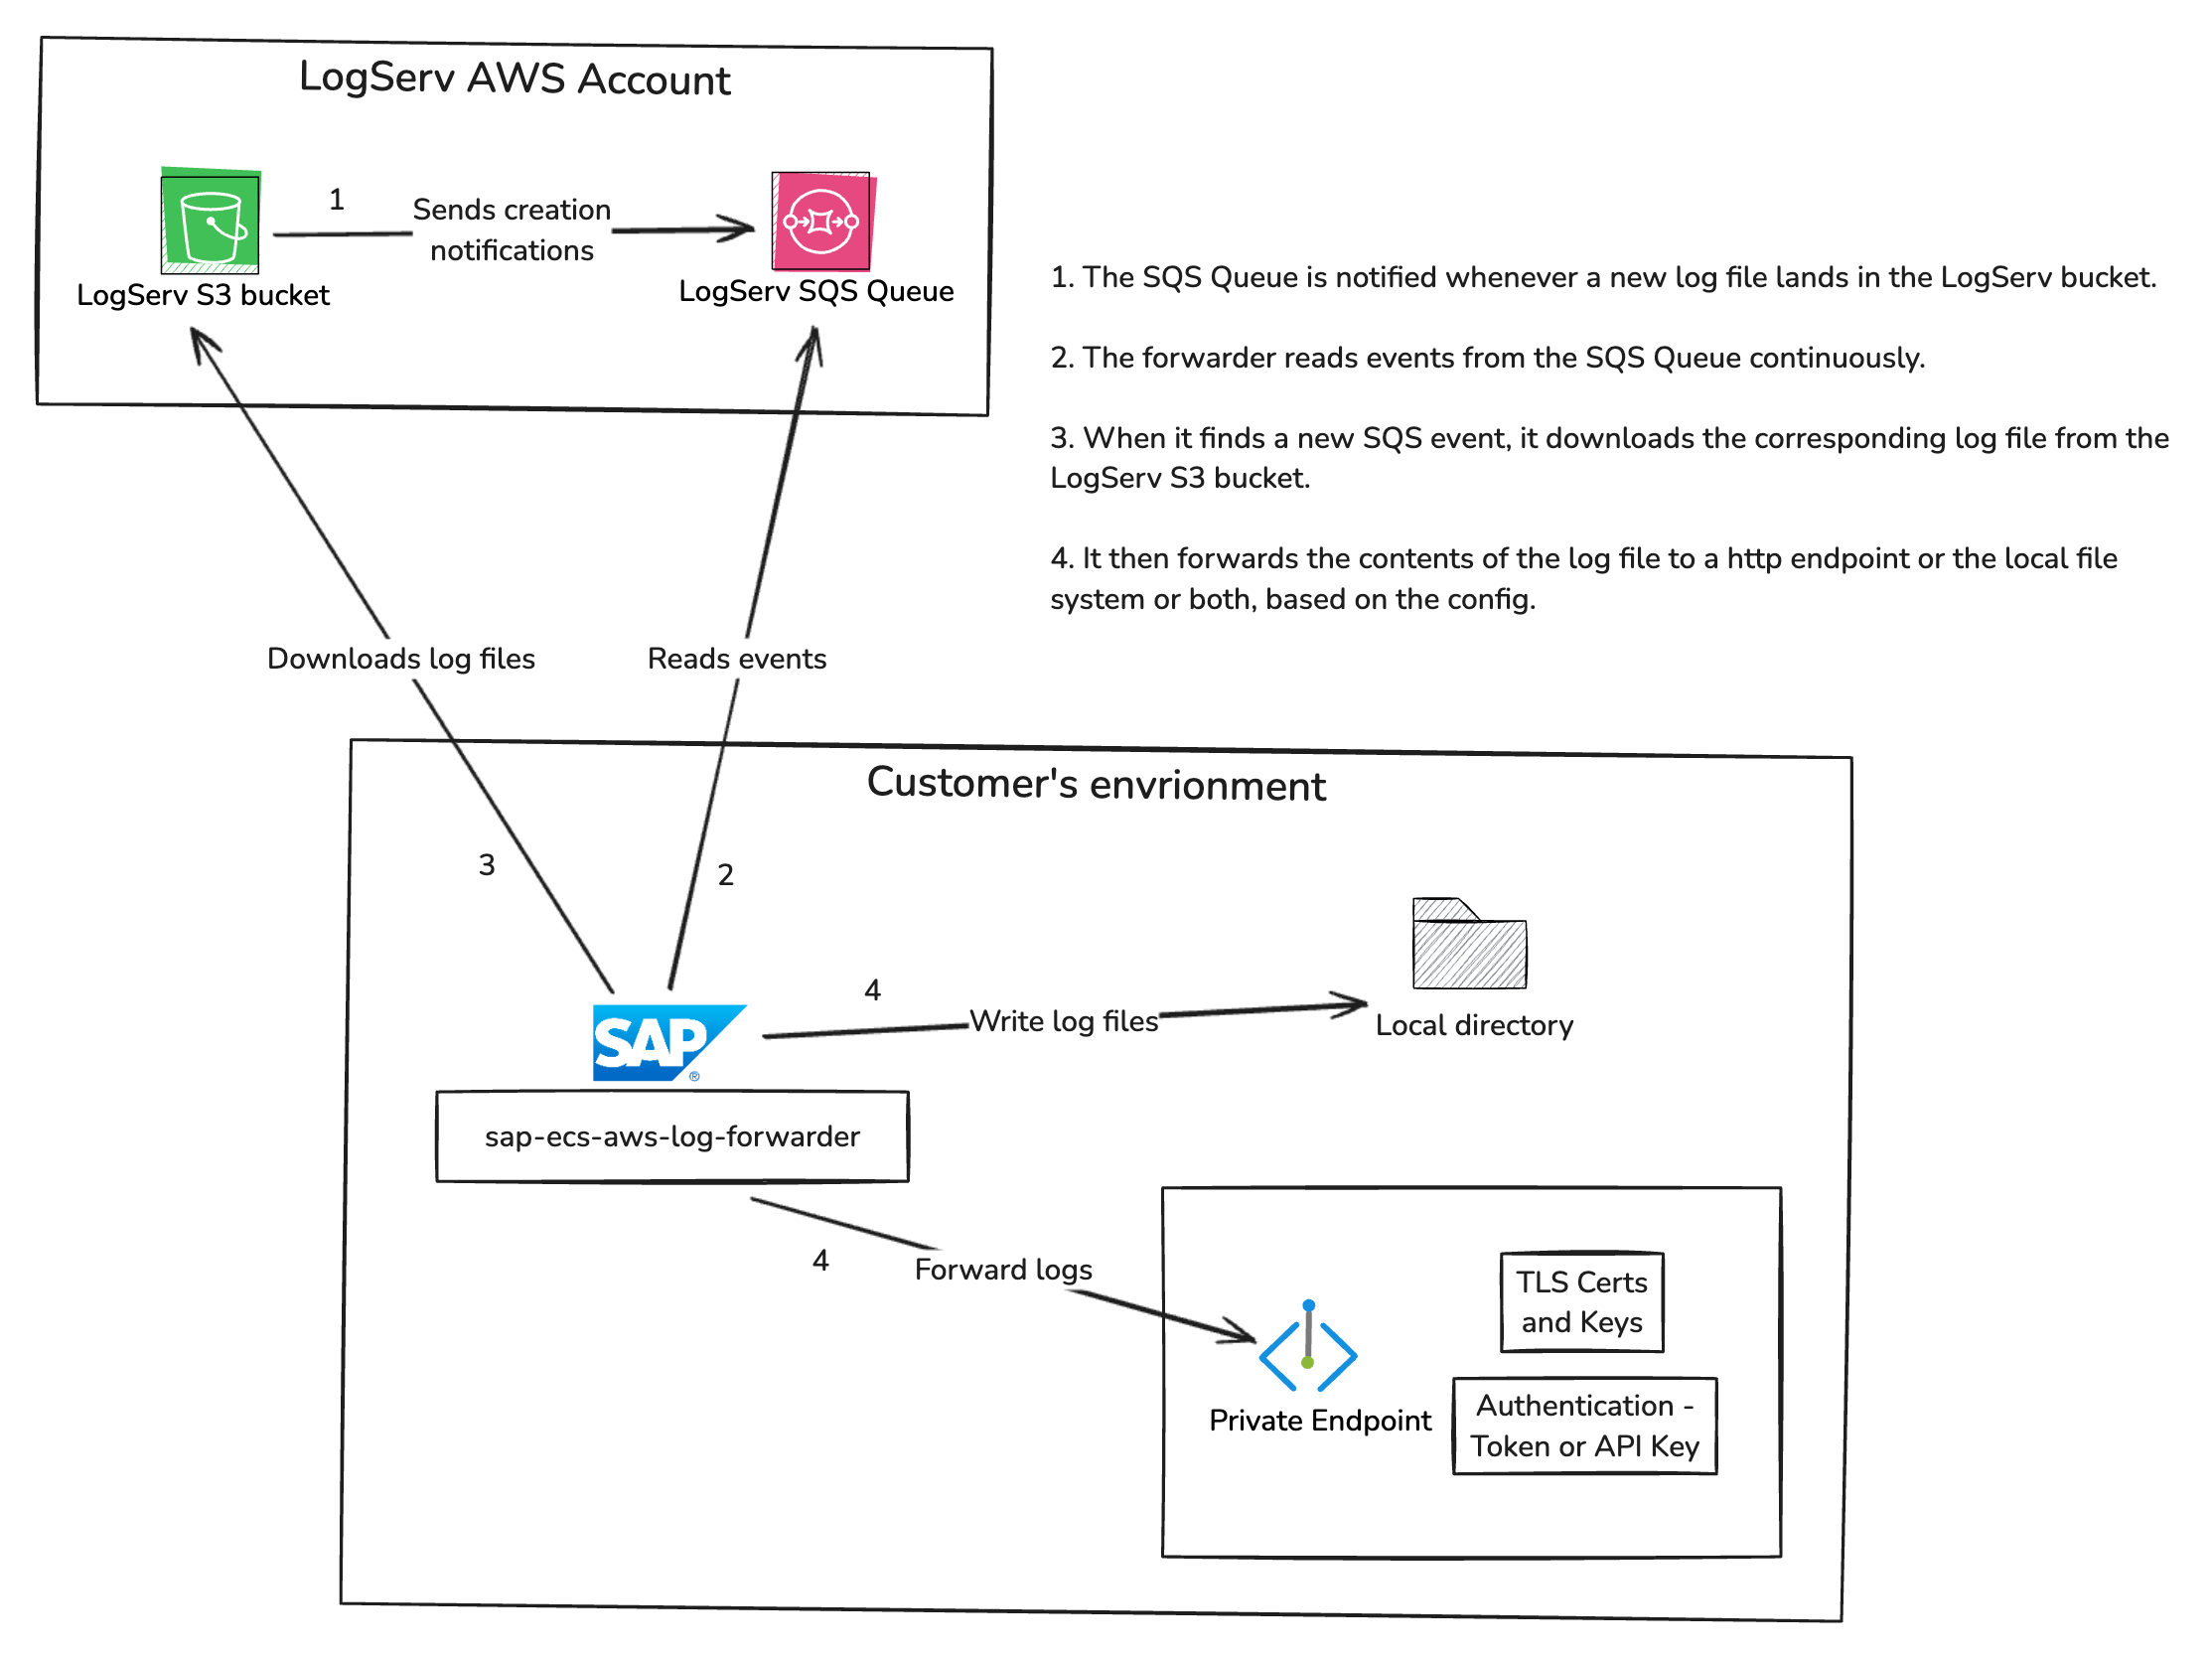 LogServ AWS Account
1
Sends creation
notifications
LogServ S3 bucket
LogServ SQS Queue
1. The SQS Queue is notified whenever a new log file lands in the LogServ bucket.
2. The forwarder reads events from the SQS Queue continuously.
3. When it finds a new SQS event, it downloads the corresponding log file from the
LogServ S3 bucket.
4. It then forwards the contents of the log file to a http endpoint or the local file
system or both, based on the config.
Downloads log files
Reads events
Customer's envrionment
3
2
4
Write log files
Local directory
SAP®
sap-ecs-aws-log-forwarder
4
Forward logs
TLS Certs
and Keys
Private Endpoint
Authentication -
Token or API Key